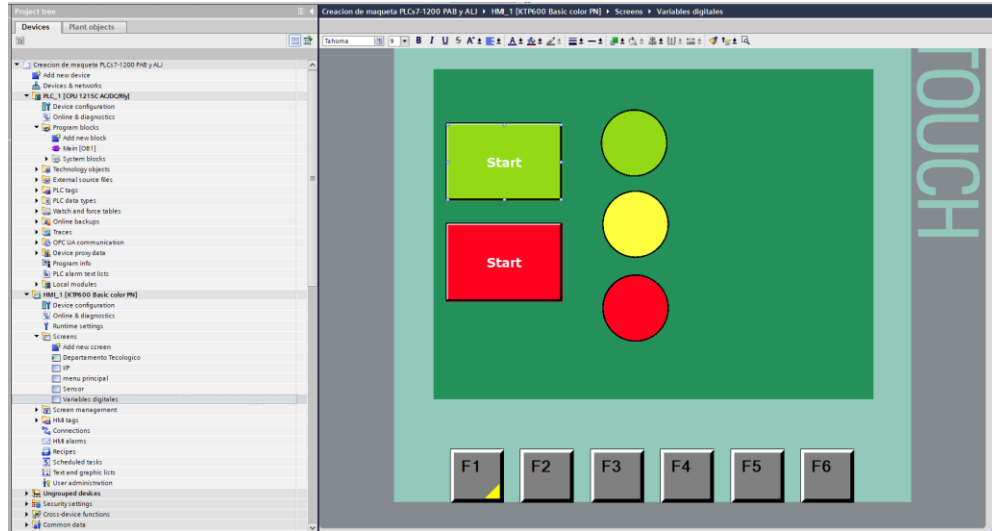 Project tree
Creacion de maqueta PLCs7-1200 PAB y ALJ ▸ HMI_1 [KTP600 Basic color PN] ▸ Screens ▸ Variables digitales
Devices
Plant objects
Tahoma
9
B I U S A
Creacion de maqueta PLCs7-1200 PAB y ALJ
Add new device
Devices & networks
PLC_1 [CPU 1215C AC/DC/Rly]
Device configuration
Online & diagnostics
Program blocks
Add new block
Main [OB1]
System blocks
Technology objects
External source files
PLC tags
PLC data types
Watch and force tables
Online backups
Traces
OPC UA communication
Device proxy data
Program info
PLC alarm text lists
Local modules
HMI_1 [KTP600 Basic color PN]
Device configuration
Online & diagnostics
Runtime settings
Screens
Add new screen
Departamento Tecologico
I/P
menu principal
Sensor
Variables digitales
Screen management
HMI tags
Connections
HMI alarms
Recipes
Scheduled tasks
Text and graphic lists
User administration
Ungrouped devices
Security settings
Cross-device functions
Common data
Start
Start
TOUCH
F1 F2 F3 F4 F5 F6